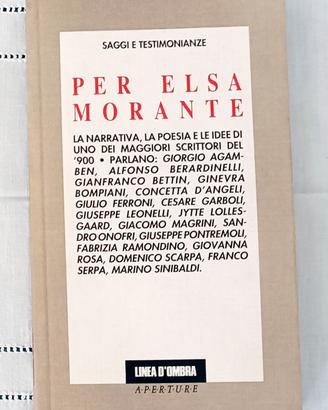 SAGGI E TESTIMONIANZE
PER ELSA
MORANTE
LA NARRATIVA, LA POESIA E LE IDEE DI
UNO DEI MAGGIORI SCRITTORI DEL
'900 • PARLANO: GIORGIO AGAM-
BEN, ALFONSO BERARDINELLI,
GIANFRANCO BETTIN, GINEVRA
BOMPIANI, CONCETTA D'ANGELI,
GIULIO FERRONI, CESARE GARBOLI,
GIUSEPPE LEONELLI, JYTTE LOLLES-
GAARD, GIACOMO MAGRINI, SAN-
DRO ONOFRI, GIUSEPPE PONTREMOLI,
FABRIZIA RAMONDINO, GIOVANNA
ROSA, DOMENICO SCARPA, FRANCO
SERPA, MARINO SINIBALDI.
LINEA D'OMBRA
A·P·E·R·T·U·R·E